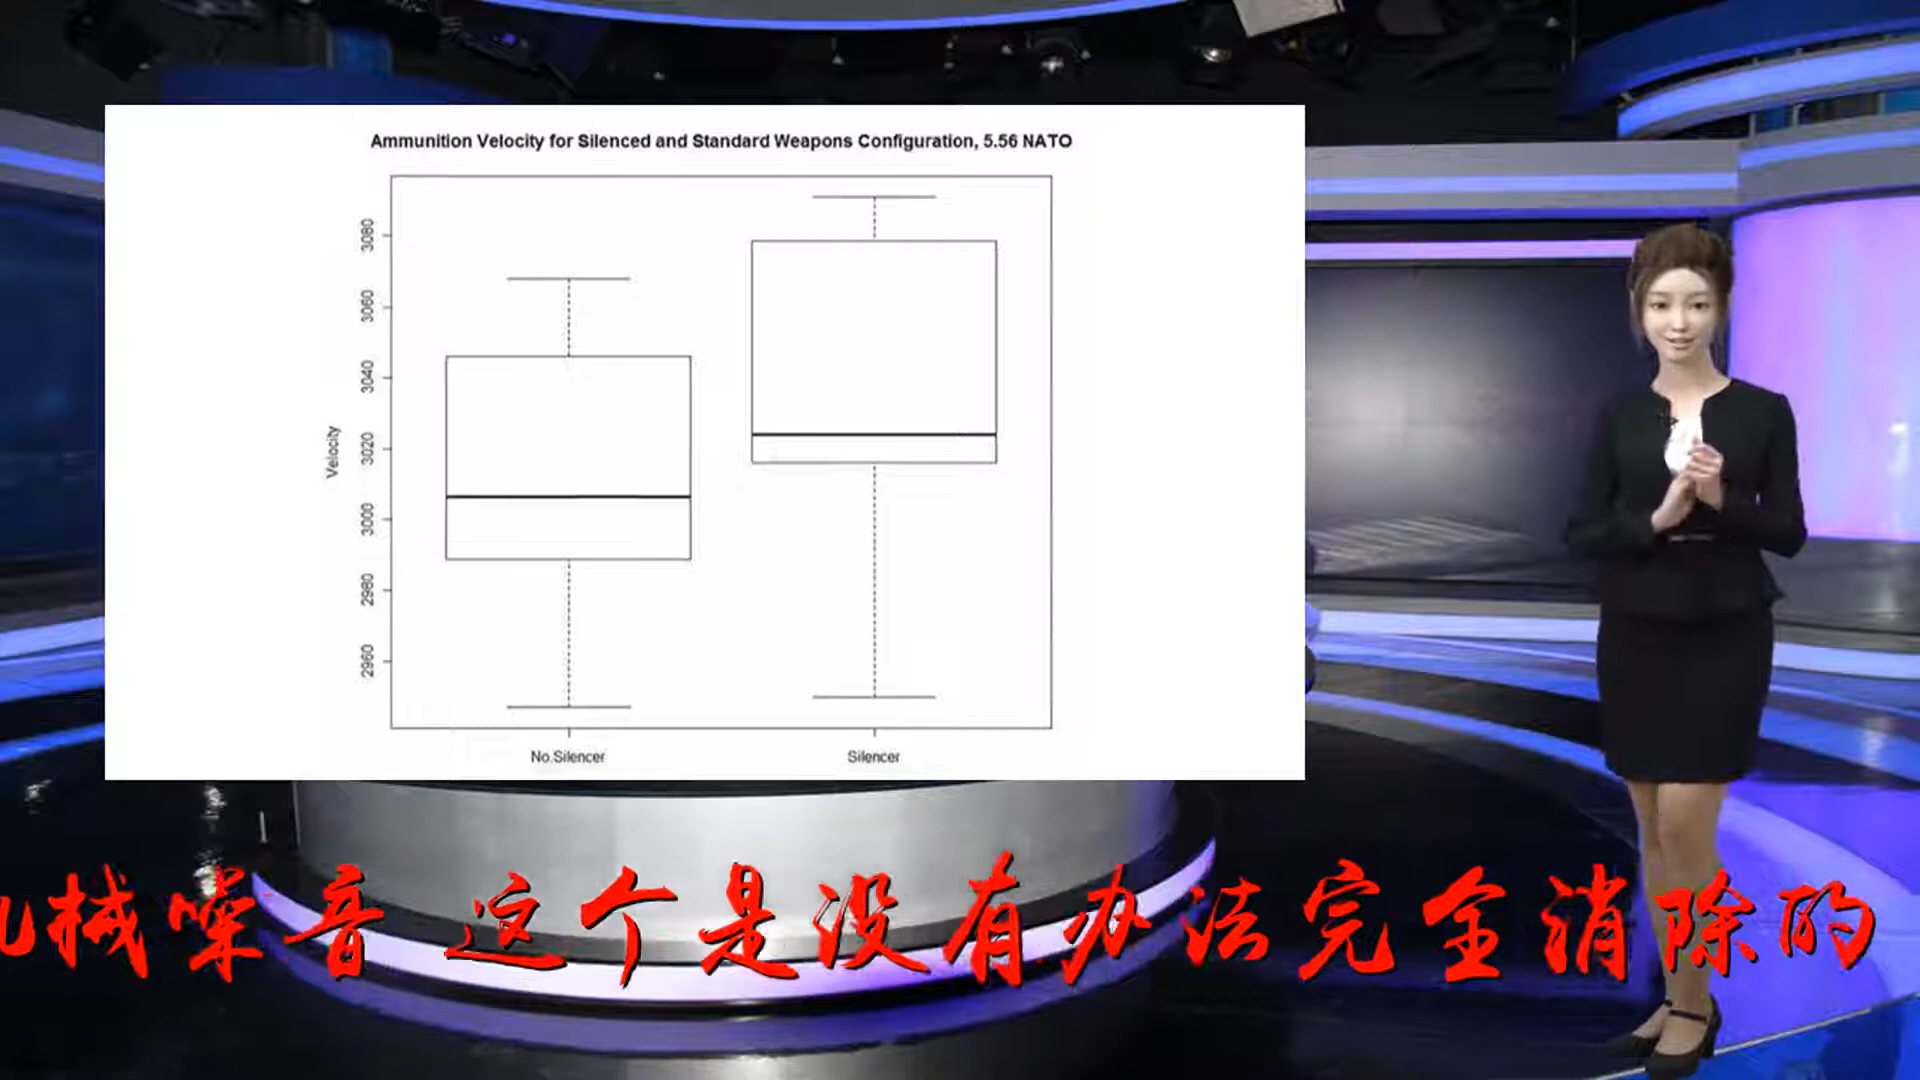 Ammunition Velocity for Silenced and Standard Weapons Configuration, 5.56 NATO
Velocity
3080
3060
3040
3020
3000
2980
2960
No.Silencer
Silencer
机械噪音 这个是没有办法完全消除的